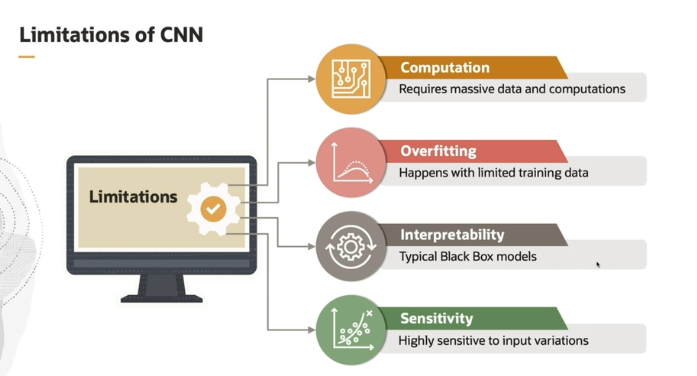 Limitations of CNN
Limitations
Computation
Requires massive data and computations
Overfitting
Happens with limited training data
Interpretability
Typical Black Box models
Sensitivity
Highly sensitive to input variations